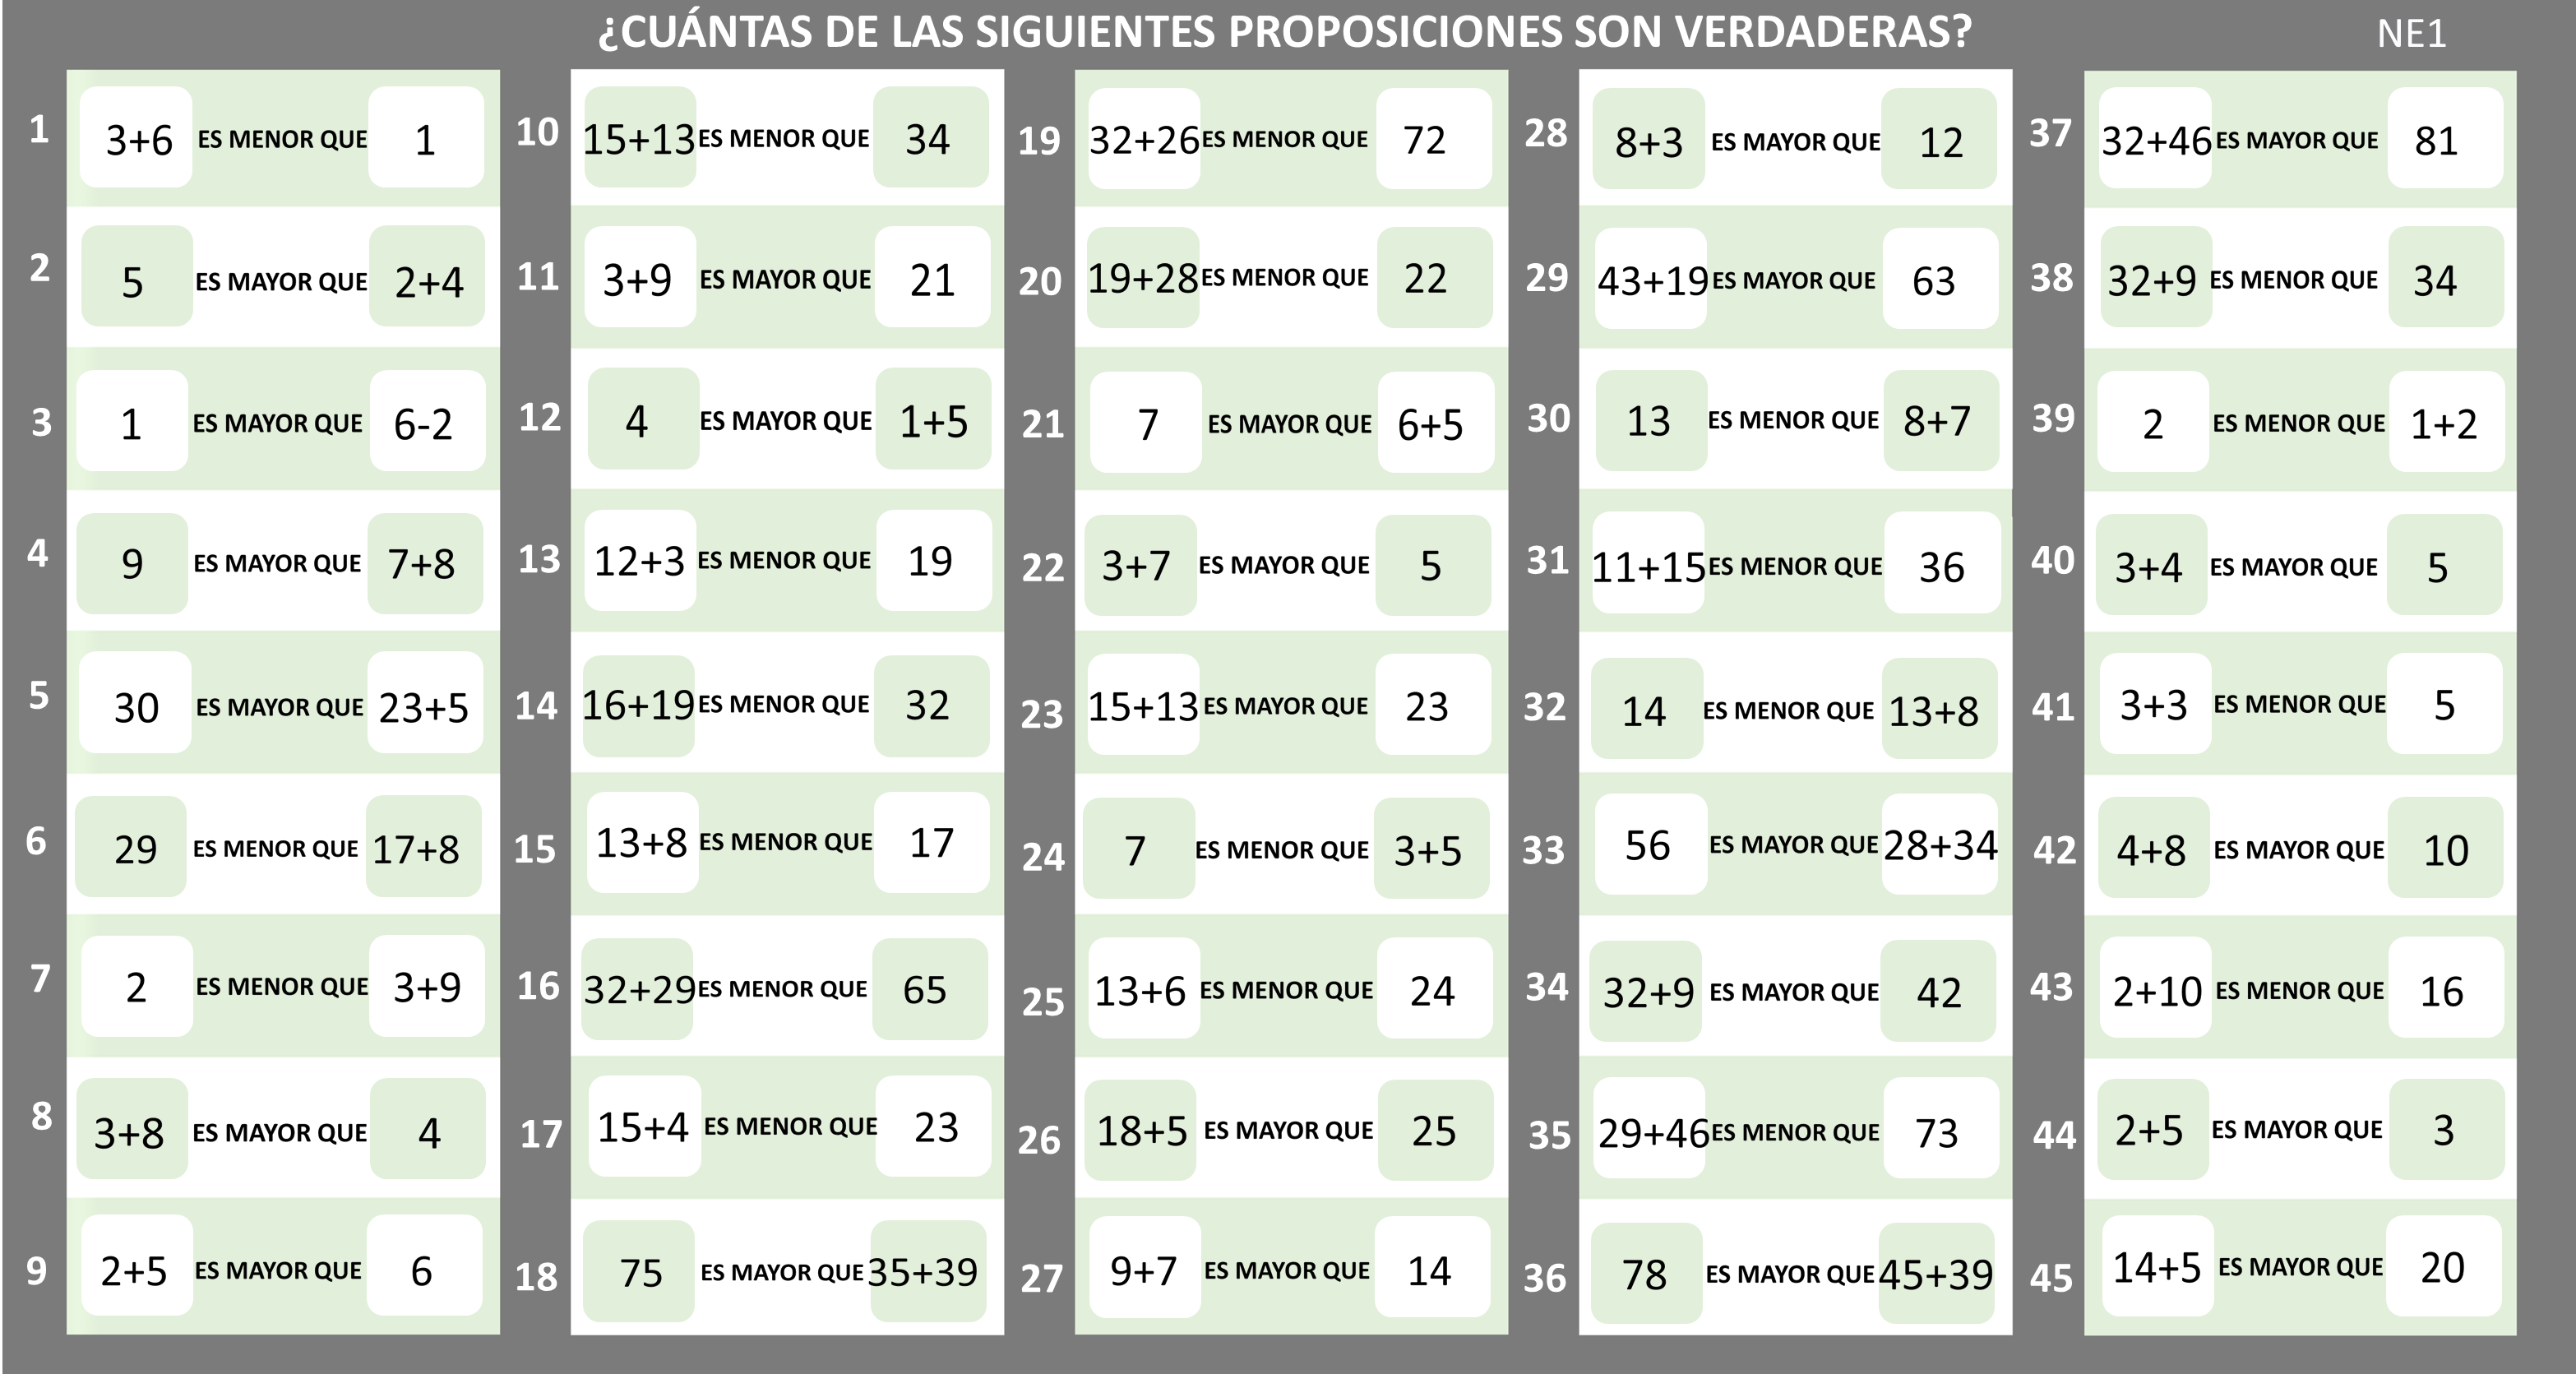 ¿CUÁNTAS DE LAS SIGUIENTES PROPOSICIONES SON VERDADERAS? NE1
1 3+6 ES MENOR QUE 1
2 5 ES MAYOR QUE 2+4
3 1 ES MAYOR QUE 6-2
4 9 ES MAYOR QUE 7+8
5 30 ES MAYOR QUE 23+5
6 29 ES MENOR QUE 17+8
7 2 ES MENOR QUE 3+9
8 3+8 ES MAYOR QUE 4
9 2+5 ES MAYOR QUE 6
10 15+13 ES MENOR QUE 34
11 3+9 ES MAYOR QUE 21
12 4 ES MAYOR QUE 1+5
13 12+3 ES MENOR QUE 19
14 16+19 ES MENOR QUE 32
15 13+8 ES MENOR QUE 17
16 32+29 ES MENOR QUE 65
17 15+4 ES MENOR QUE 23
18 75 ES MAYOR QUE 35+39
19 32+26 ES MENOR QUE 72
20 19+28 ES MENOR QUE 22
21 7 ES MAYOR QUE 6+5
22 3+7 ES MAYOR QUE 5
23 15+13 ES MAYOR QUE 23
24 7 ES MENOR QUE 3+5
25 13+6 ES MENOR QUE 24
26 18+5 ES MAYOR QUE 25
27 9+7 ES MAYOR QUE 14
28 8+3 ES MAYOR QUE 12
29 43+19 ES MAYOR QUE 63
30 13 ES MENOR QUE 8+7
31 11+15 ES MENOR QUE 36
32 14 ES MENOR QUE 13+8
33 56 ES MAYOR QUE 28+34
34 32+9 ES MAYOR QUE 42
35 29+46 ES MENOR QUE 73
36 78 ES MAYOR QUE 45+39
37 32+46 ES MAYOR QUE 81
38 32+9 ES MENOR QUE 34
39 2 ES MENOR QUE 1+2
40 3+4 ES MAYOR QUE 5
41 3+3 ES MENOR QUE 5
42 4+8 ES MAYOR QUE 10
43 2+10 ES MENOR QUE 16
44 2+5 ES MAYOR QUE 3
45 14+5 ES MAYOR QUE 20